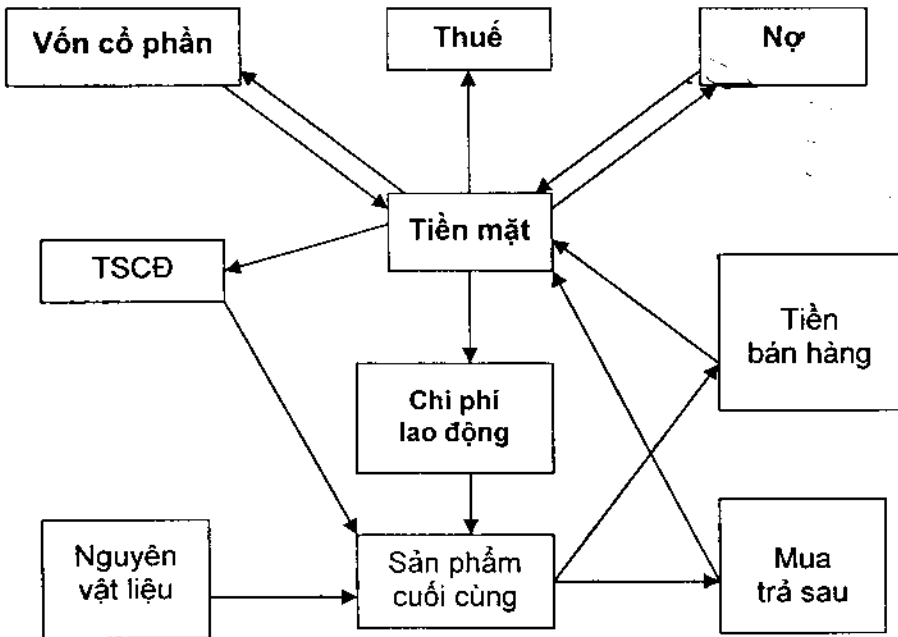 Vốn cổ phần
Thuế
Nợ
Tiền mặt
TSCĐ
Tiền
bán hàng
Chi phí
lao động
Nguyên
vật liệu
Sản phẩm
cuối cùng
Mua
trả sau